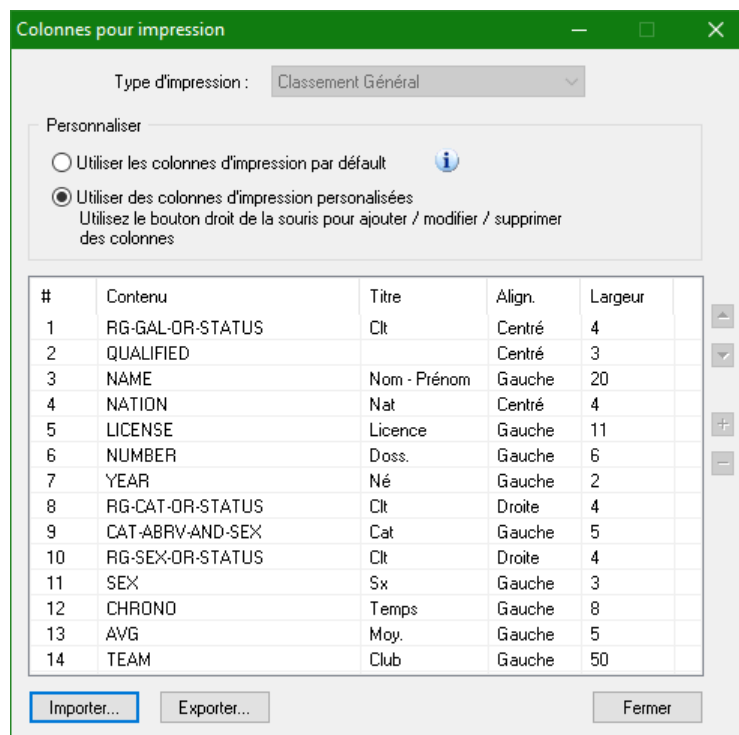 Colonnes pour impression
Type d'impression : Classement Général
Personnaliser
Utiliser les colonnes d'impression par défault
Utiliser des colonnes d'impression personalisées
Utilisez le bouton droit de la souris pour ajouter / modifier / supprimer
des colonnes
# Contenu Titre Align. Largeur
1 RG-GAL-OR-STATUS Clt Centré 4
2 QUALIFIED Centré 3
3 NAME Nom - Prénom Gauche 20
4 NATION Nat Centré 4
5 LICENSE Licence Gauche 11
6 NUMBER Doss. Gauche 6
7 YEAR Né Gauche 2
8 RG-CAT-OR-STATUS Clt Droite 4
9 CAT-ABRV-AND-SEX Cat Gauche 5
10 RG-SEX-OR-STATUS Clt Droite 4
11 SEX Sx Gauche 3
12 CHRONO Temps Gauche 8
13 AVG Moy. Gauche 5
14 TEAM Club Gauche 50
Importer... Exporter... Fermer